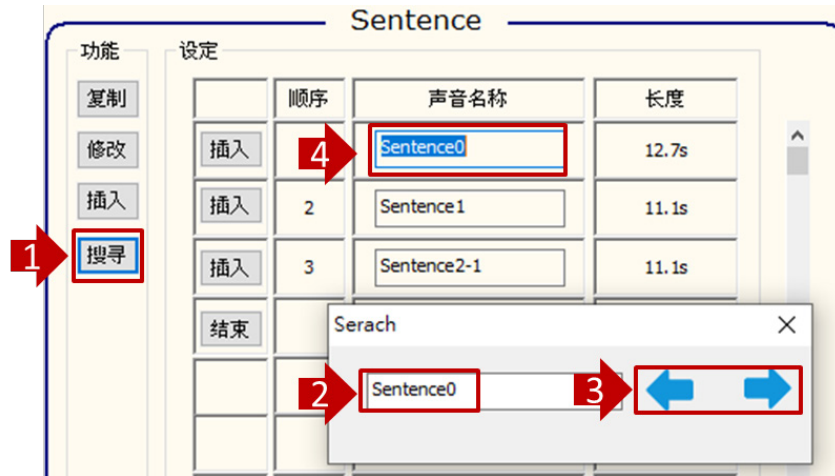 Sentence
功能
设定
复制
修改
插入
搜寻
1
顺序 声音名称 长度
插入 4 Sentence0 12.7s
插入 2 Sentence1 11.1s
插入 3 Sentence2-1 11.1s
结束
Serach
2 Sentence0 3